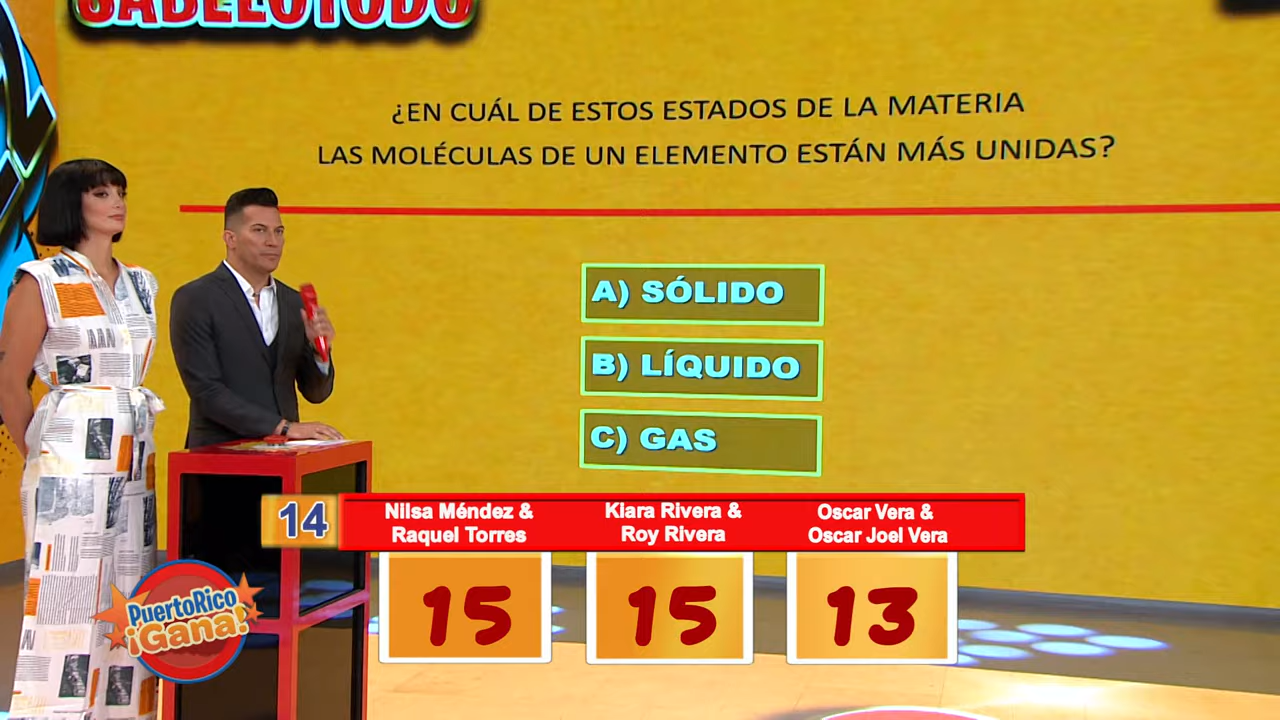 SABELOTODO
¿EN CUÁL DE ESTOS ESTADOS DE LA MATERIA
LAS MOLÉCULAS DE UN ELEMENTO ESTÁN MÁS UNIDAS?
A) SÓLIDO
B) LÍQUIDO
C) GAS
14
Nilsa Méndez &
Raquel Torres
Kiara Rivera &
Roy Rivera
Oscar Vera &
Oscar Joel Vera
15
15
13
PuertoRico
¡Gana!